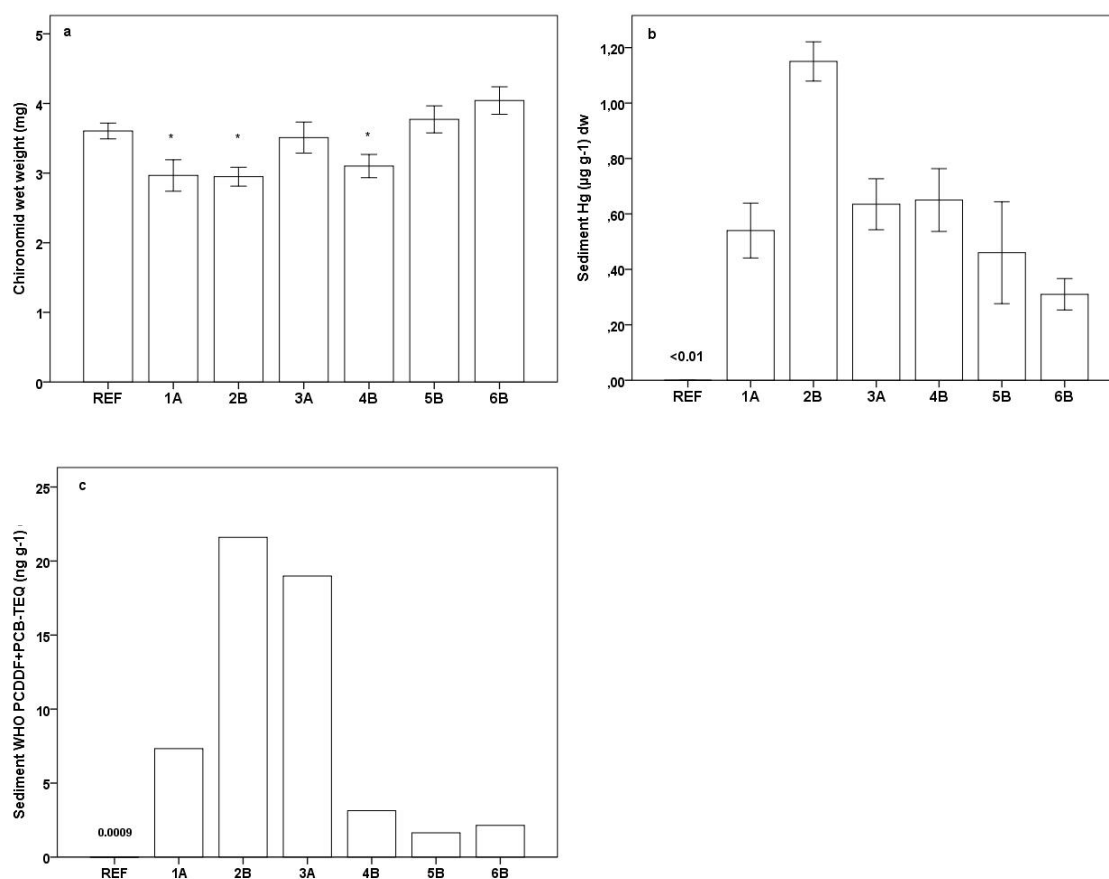 a
Chironomid wet weight (mg)
5
4
3
2
1
0
* * *
REF 1A 2B 3A 4B 5B 6B
b
Sediment Hg (µg g-1) dw
1,20
1,00
,80
,60
,40
,20
,00
<0.01
REF 1A 2B 3A 4B 5B 6B
c
Sediment WHO PCDDF+PCB-TEQ (ng g-1)
25
20
15
10
5
0
0.0009
REF 1A 2B 3A 4B 5B 6B